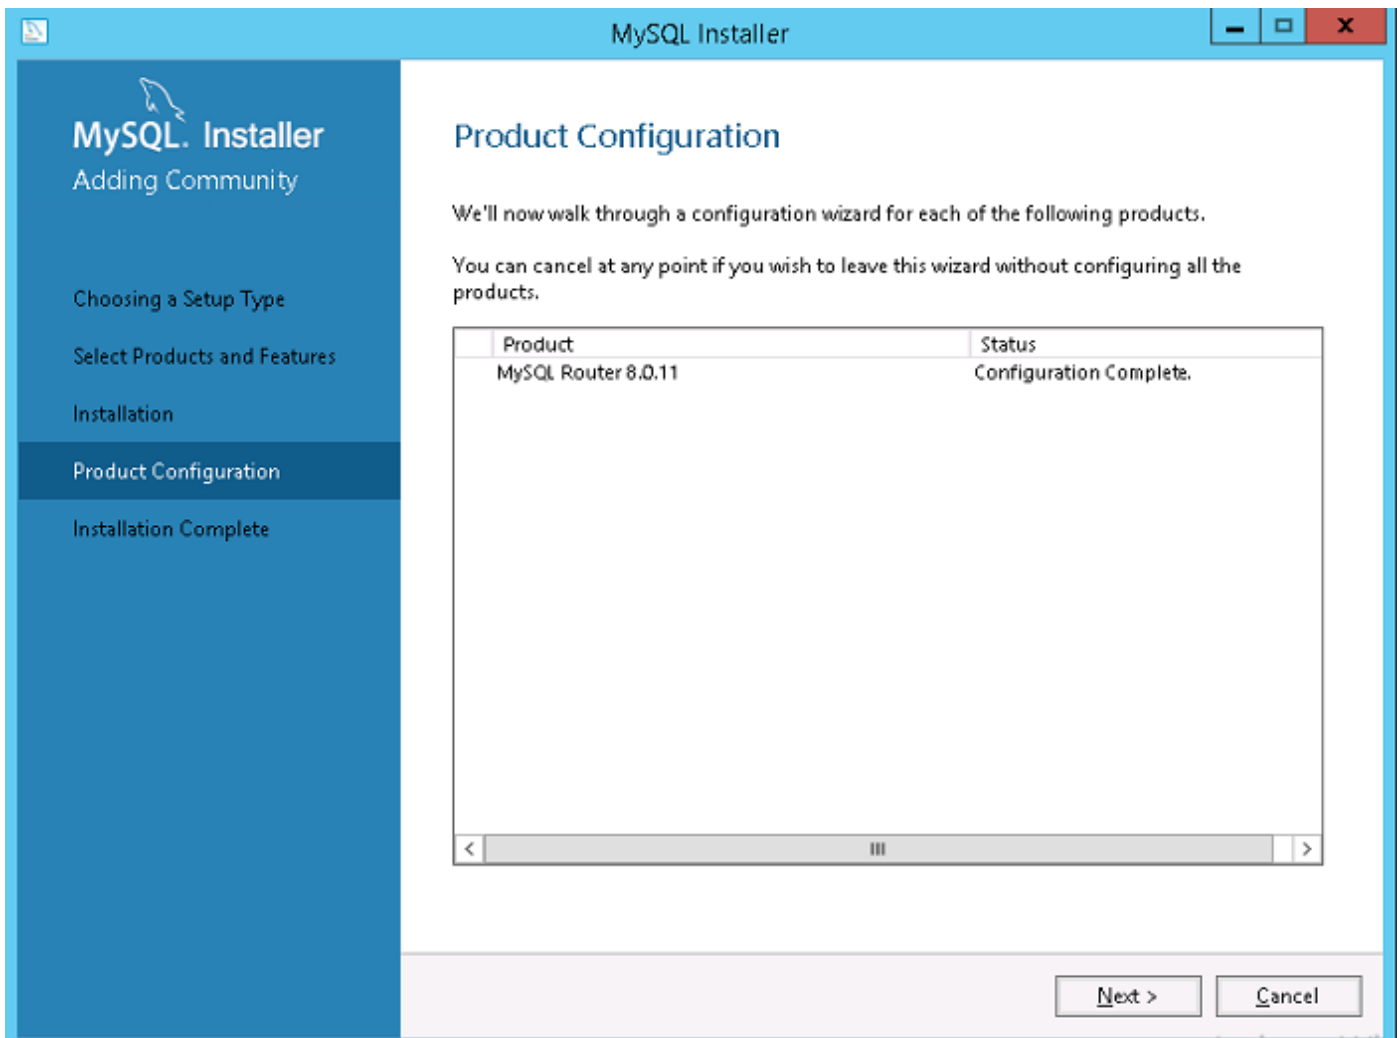 MySQL Installer
MySQL. Installer
Adding Community
Choosing a Setup Type
Select Products and Features
Installation
Product Configuration
Installation Complete
Product Configuration
We'll now walk through a configuration wizard for each of the following products.
You can cancel at any point if you wish to leave this wizard without configuring all the
products.
Product Status
MySQL Router 8.0.11 Configuration Complete.
Next >
Cancel